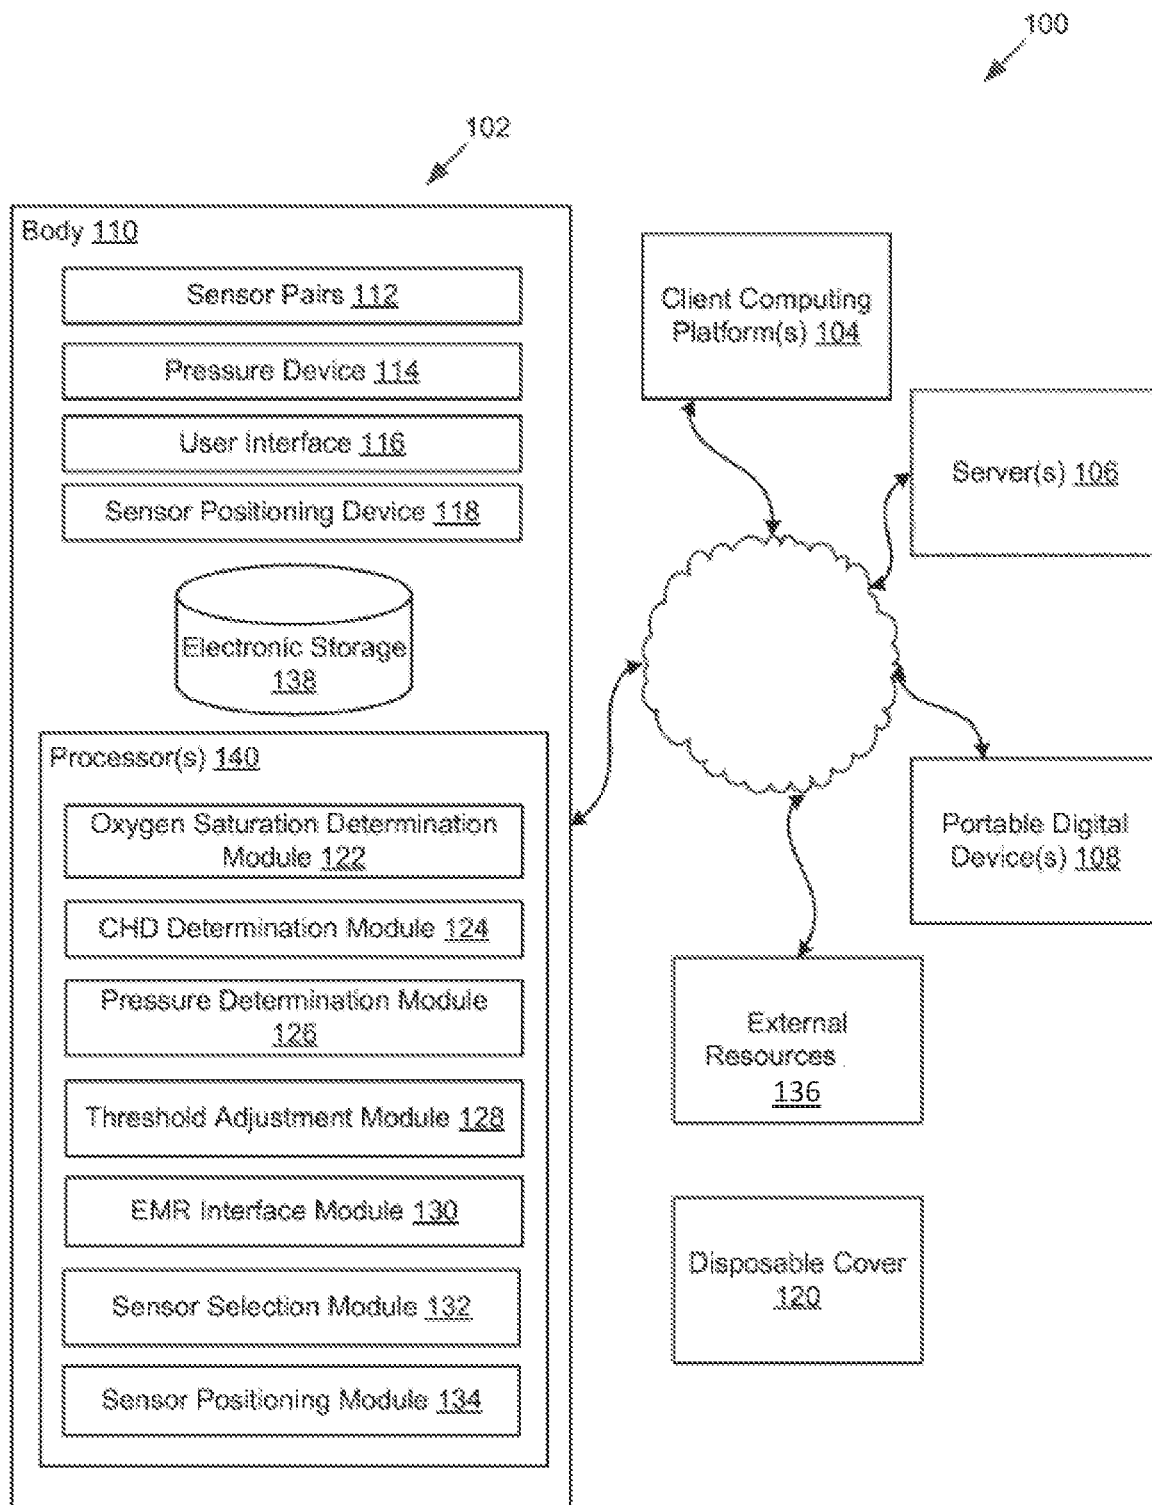 100
102
Body 110
Sensor Pairs 112
Pressure Device 114
User Interface 116
Sensor Positioning Device 118
Electronic Storage
138
Processor(s) 140
Oxygen Saturation Determination
Module 122
CHD Determination Module 124
Pressure Determination Module
126
Threshold Adjustment Module 128
EMR Interface Module 130
Sensor Selection Module 132
Sensor Positioning Module 134
Client Computing
Platform(s) 104
Server(s) 106
Portable Digital
Device(s) 108
External
Resources
136
Disposable Cover
120